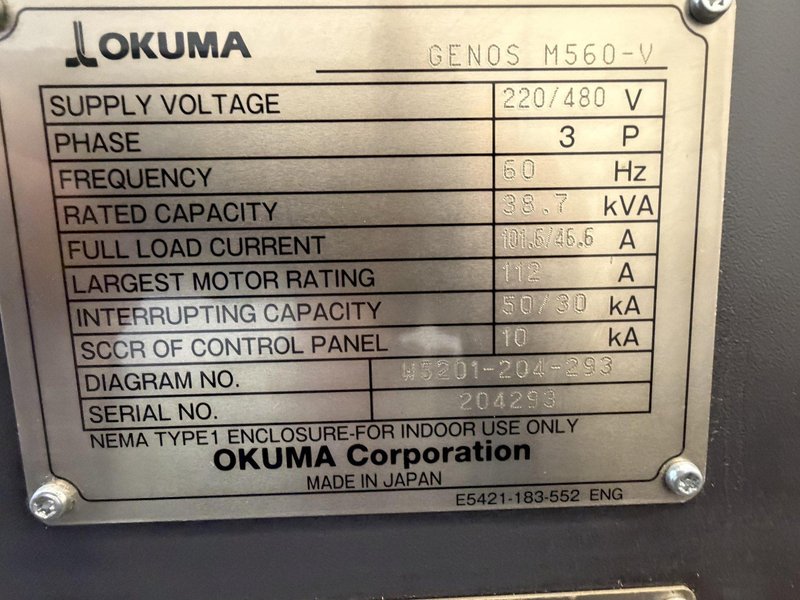 OKUMA GENOS M560-V
SUPPLY VOLTAGE 220/480 V
PHASE 3 P
FREQUENCY 60 Hz
RATED CAPACITY 38.7 kVA
FULL LOAD CURRENT 101.6/46.6 A
LARGEST MOTOR RATING 112 A
INTERRUPTING CAPACITY 50/30 kA
SCCR OF CONTROL PANEL 10 kA
DIAGRAM NO. W3201-204-293
SERIAL NO. 204293
NEMA TYPE1 ENCLOSURE-FOR INDOOR USE ONLY
OKUMA Corporation
MADE IN JAPAN
E5421-183-552 ENG